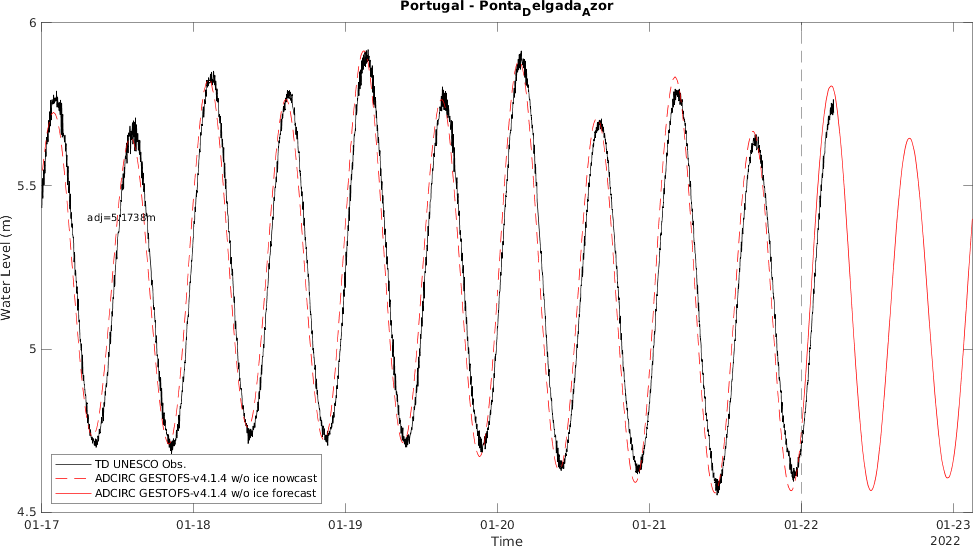 Portugal - Ponta_Delgada_Azor
6
5.5
5
4.5
Water Level (m)
adj=5.1738m
TD UNESCO Obs.
ADCIRC GESTOFS-v4.1.4 w/o ice nowcast
ADCIRC GESTOFS-v4.1.4 w/o ice forecast
01-17 01-18 01-19 01-20 01-21 01-22 01-23
Time
2022